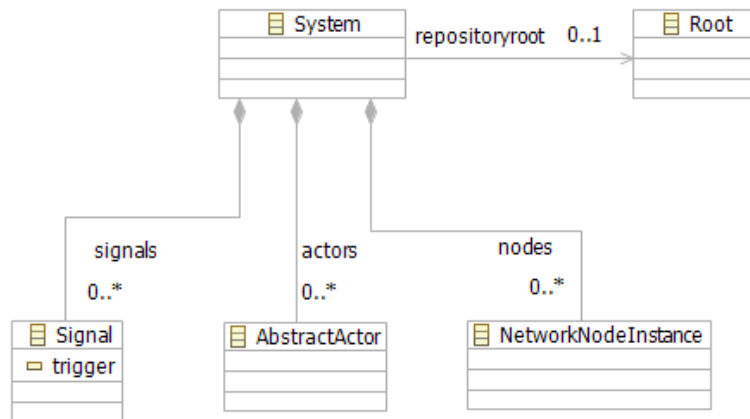 System
repositoryroot 0..1
Root
signals
actors
nodes
0..*
0..*
0..*
Signal
trigger
AbstractActor
NetworkNodeInstance